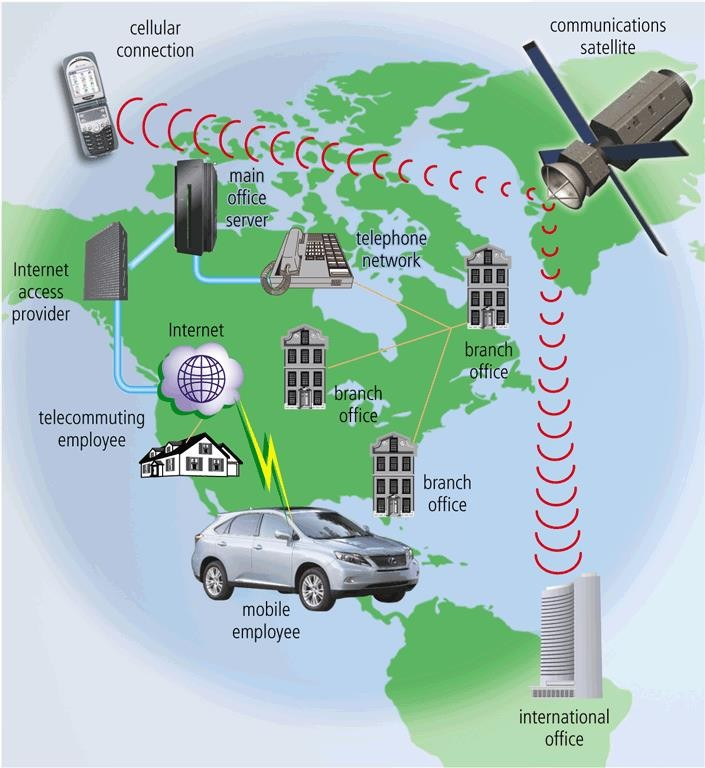 cellular
connection
communications
satellite
main
office
server
telephone
network
Internet
access
provider
Internet
branch
office
branch
office
telecommuting
employee
branch
office
mobile
employee
international
office